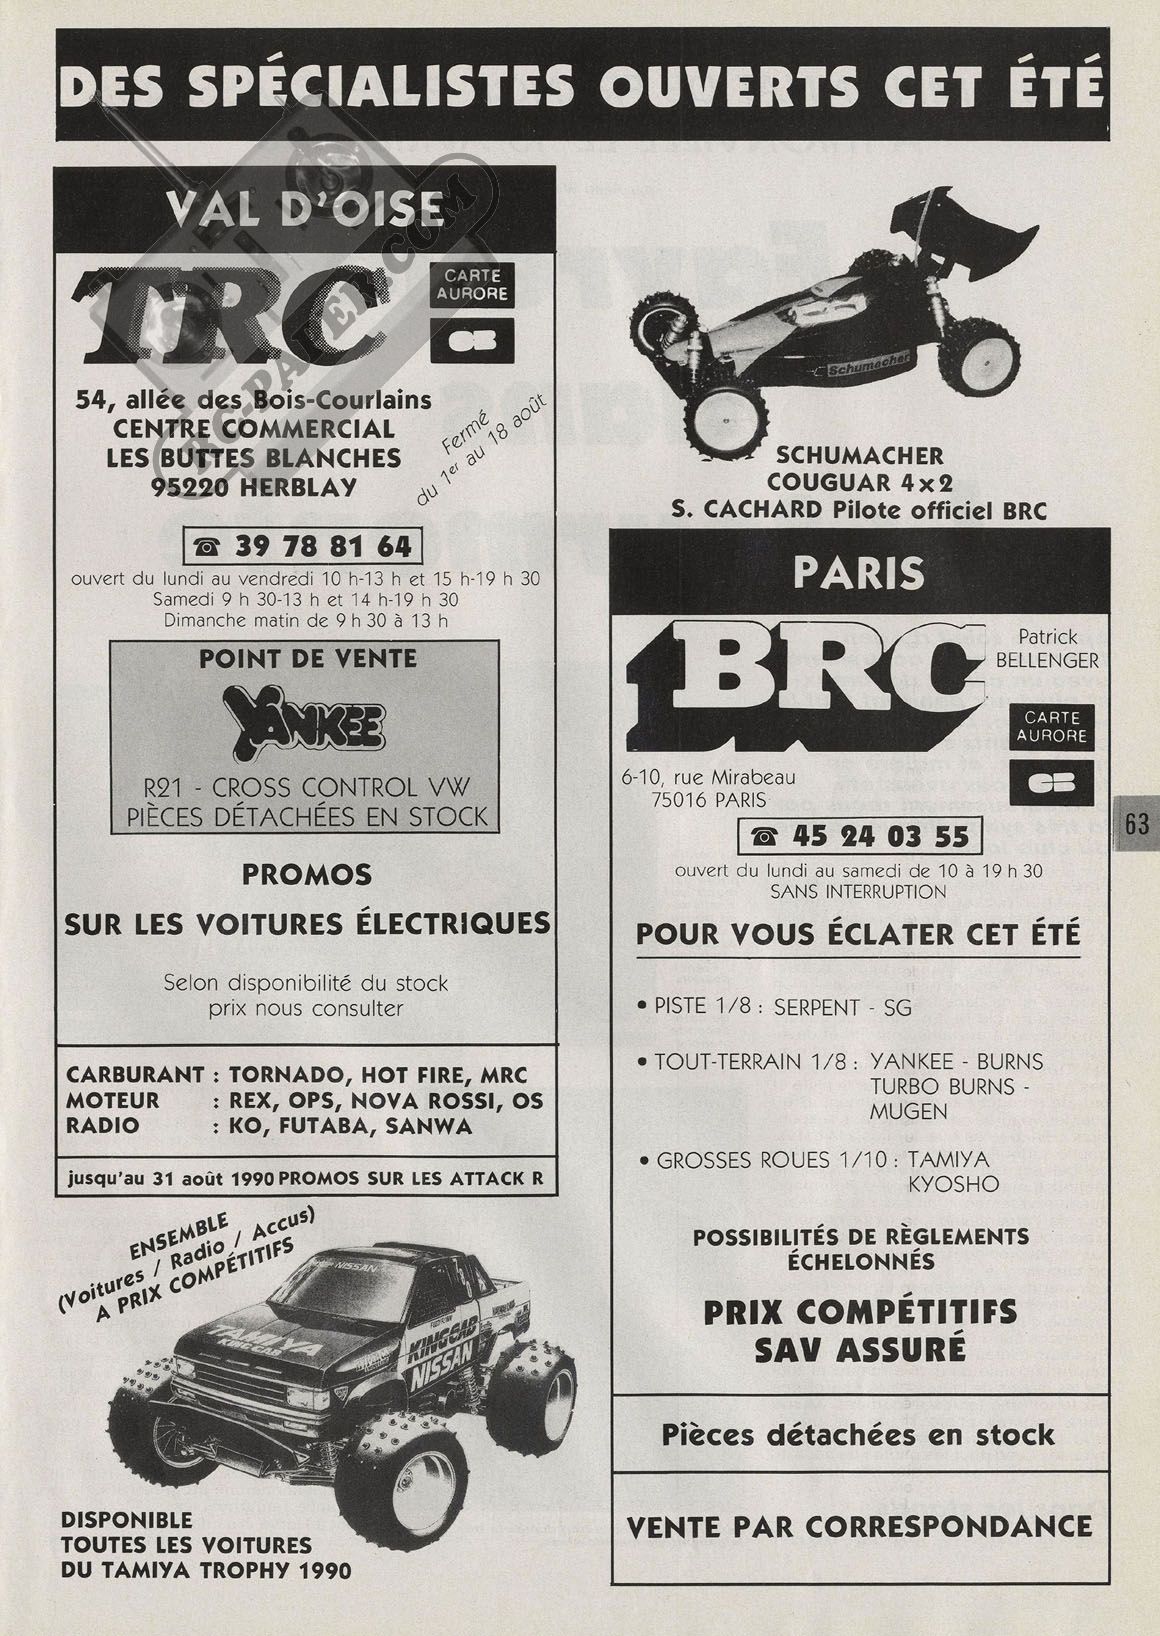 DES SPÉCIALISTES OUVERTS CET ÉTÉ
VAL D'OISE
TRC
CARTE
AURORE
CB
54, allée des Bois-Courlains
CENTRE COMMERCIAL
LES BUTTES BLANCHES
95220 HERBLAY
Fermé
du 1er au 18 août
RC-PALIER.COM
☎ 39 78 81 64
ouvert du lundi au vendredi 10 h-13 h et 15 h-19 h 30
Samedi 9 h 30-13 h et 14 h-19 h 30
Dimanche matin de 9 h 30 à 13 h
POINT DE VENTE
YANKEE
R21 - CROSS CONTROL VW
PIÈCES DÉTACHÉES EN STOCK
PROMOS
SUR LES VOITURES ÉLECTRIQUES
Selon disponibilité du stock
prix nous consulter
CARBURANT : TORNADO, HOT FIRE, MRC
MOTEUR : REX, OPS, NOVA ROSSI, OS
RADIO : KO, FUTABA, SANWA
jusqu'au 31 août 1990 PROMOS SUR LES ATTACK R
ENSEMBLE
(Voitures / Radio / Accus)
A PRIX COMPÉTITIFS
NISSAN
TAMIYA
KING CAB
KING CAB
NISSAN
DISPONIBLE
TOUTES LES VOITURES
DU TAMIYA TROPHY 1990
Schumacher
SCHUMACHER
COUGUAR 4x2
S. CACHARD Pilote officiel BRC
PARIS
BRC
Patrick
BELLENGER
CARTE
AURORE
CB
6-10, rue Mirabeau
75016 PARIS
☎ 45 24 03 55
ouvert du lundi au samedi de 10 à 19 h 30
SANS INTERRUPTION
POUR VOUS ÉCLATER CET ÉTÉ
• PISTE 1/8 : SERPENT - SG
• TOUT-TERRAIN 1/8 : YANKEE - BURNS
TURBO BURNS -
MUGEN
• GROSSES ROUES 1/10 : TAMIYA
KYOSHO
POSSIBILITÉS DE RÈGLEMENTS
ÉCHELONNÉS
PRIX COMPÉTITIFS
SAV ASSURÉ
Pièces détachées en stock
VENTE PAR CORRESPONDANCE
63